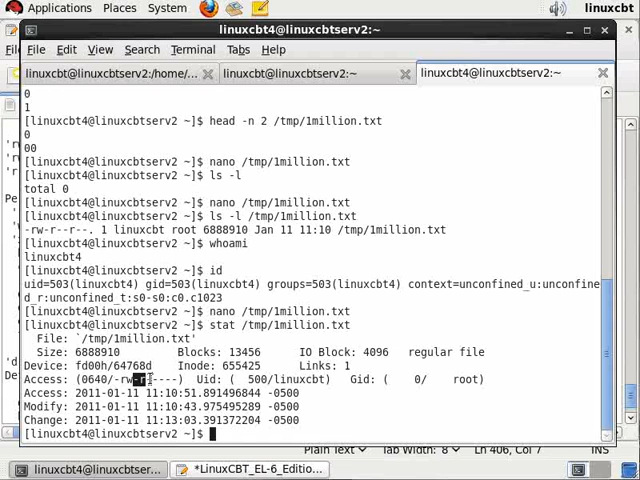 Applications Places System linuxcbt
linuxcbt4@linuxcbtserv2:~
File Edit View Search Terminal Tabs Help
linuxcbt@linuxcbtserv2:/home/... linuxcbt@linuxcbtserv2:~ linuxcbt4@linuxcbtserv2:~
0
1
[linuxcbt4@linuxcbtserv2 ~]$ head -n 2 /tmp/1million.txt
0
00
[linuxcbt4@linuxcbtserv2 ~]$ nano /tmp/1million.txt
[linuxcbt4@linuxcbtserv2 ~]$ ls -l
total 0
[linuxcbt4@linuxcbtserv2 ~]$ nano /tmp/1million.txt
[linuxcbt4@linuxcbtserv2 ~]$ ls -l /tmp/1million.txt
-rw-r--r--. 1 linuxcbt root 6888910 Jan 11 11:10 /tmp/1million.txt
[linuxcbt4@linuxcbtserv2 ~]$ whoami
linuxcbt4
[linuxcbt4@linuxcbtserv2 ~]$ id
uid=503(linuxcbt4) gid=503(linuxcbt4) groups=503(linuxcbt4) context=unconfined_u:unconfine
d_r:unconfined_t:s0-s0:c0.c1023
[linuxcbt4@linuxcbtserv2 ~]$ nano /tmp/1million.txt
[linuxcbt4@linuxcbtserv2 ~]$ stat /tmp/1million.txt
File: `/tmp/1million.txt'
Size: 6888910 Blocks: 13456 IO Block: 4096 regular file
Device: fd00h/64768d Inode: 655425 Links: 1
Access: (0640/-rw-r-----) Uid: ( 500/linuxcbt) Gid: ( 0/ root)
Access: 2011-01-11 11:10:51.891496844 -0500
Modify: 2011-01-11 11:10:43.975495289 -0500
Change: 2011-01-11 11:13:03.391372204 -0500
[linuxcbt4@linuxcbtserv2 ~]$
Plain Text Tab Width: 8 Ln 406, Col 7 INS
linuxcbt4@linuxcbtser... *LinuxCBT_EL-6_Editio...